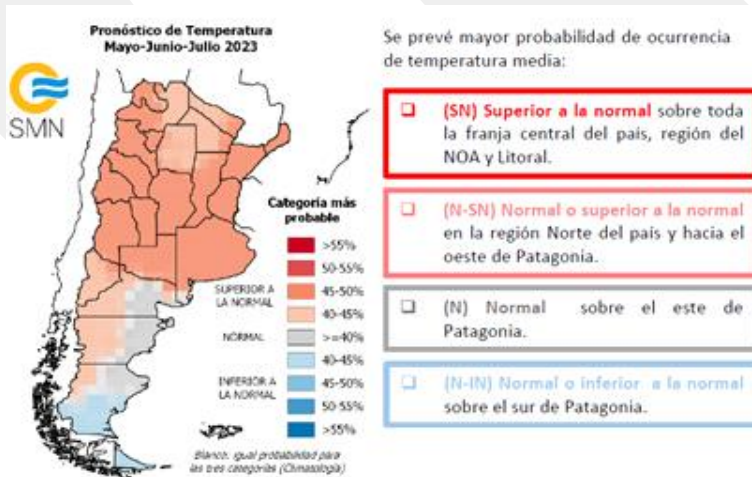 Pronóstico de Temperatura
Mayo-Junio-Julio 2023
SMN
Categoría más
probable
>55%
50-55%
SUPERIOR A
LA NORMAL
45-50%
40-45%
NORMAL
>=40%
40-45%
INFERIOR A
LA NORMAL
45-50%
50-55%
>55%
Blanco, igual probabilidad para
las tres categorías (Climatología)
Se prevé mayor probabilidad de ocurrencia
de temperatura media:
(SN) Superior a la normal sobre toda
la franja central del país, región del
NOA y Litoral.
(N-SN) Normal o superior a la normal
en la región Norte del país y hacia el
oeste de Patagonia.
(N) Normal sobre el este de
Patagonia.
(N-IN) Normal o inferior a la normal
sobre el sur de Patagonia.